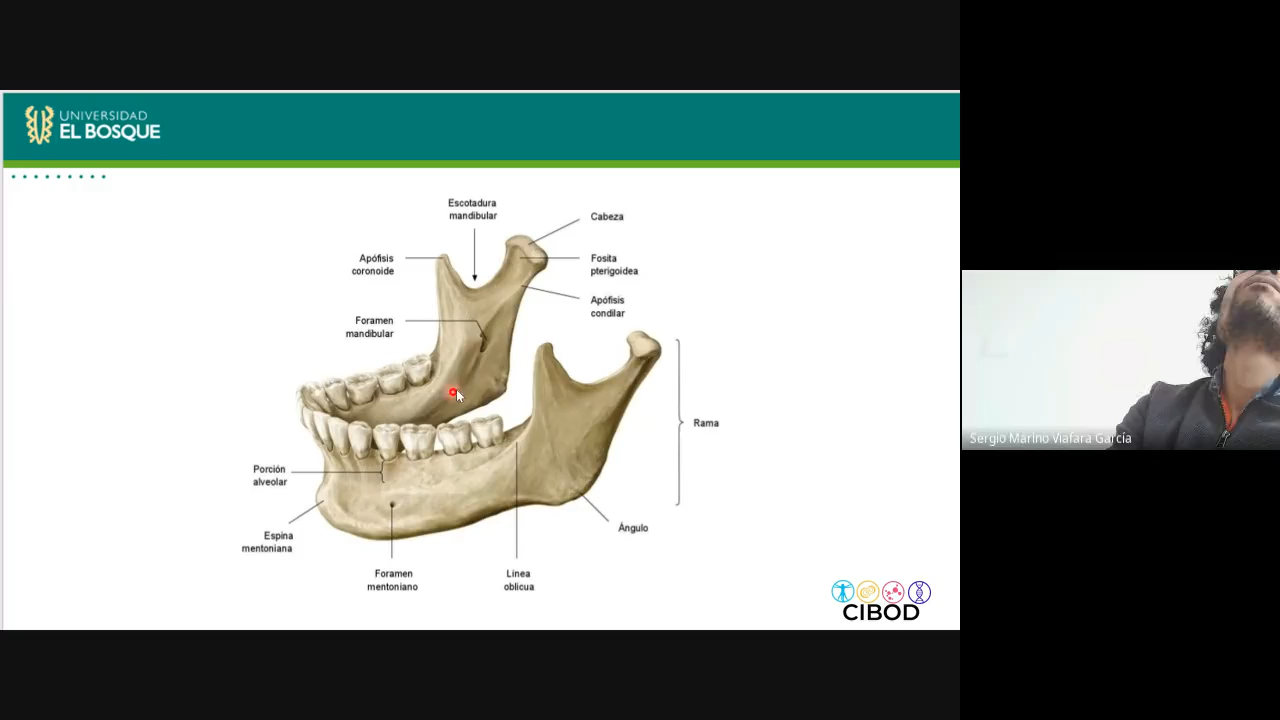 UNIVERSIDAD
EL BOSQUE
Escotadura
mandibular
Cabeza
Apófisis
coronoide
Fosita
pterigoidea
Apófisis
condilar
Foramen
mandibular
Rama
Porción
alveolar
Espina
mentoniana
Ángulo
Foramen
mentoniano
Línea
oblicua
CIBOD
Sergio Marino Viafara García